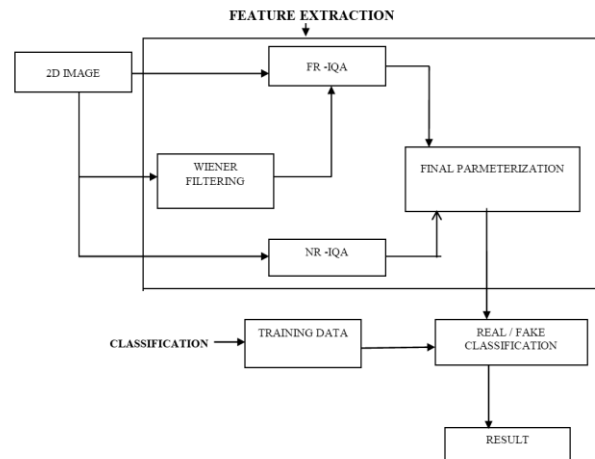 FEATURE EXTRACTION
2D IMAGE
FR -IQA
WIENER
FILTERING
FINAL PARMETERIZATION
NR -IQA
CLASSIFICATION
TRAINING DATA
REAL / FAKE
CLASSIFICATION
RESULT